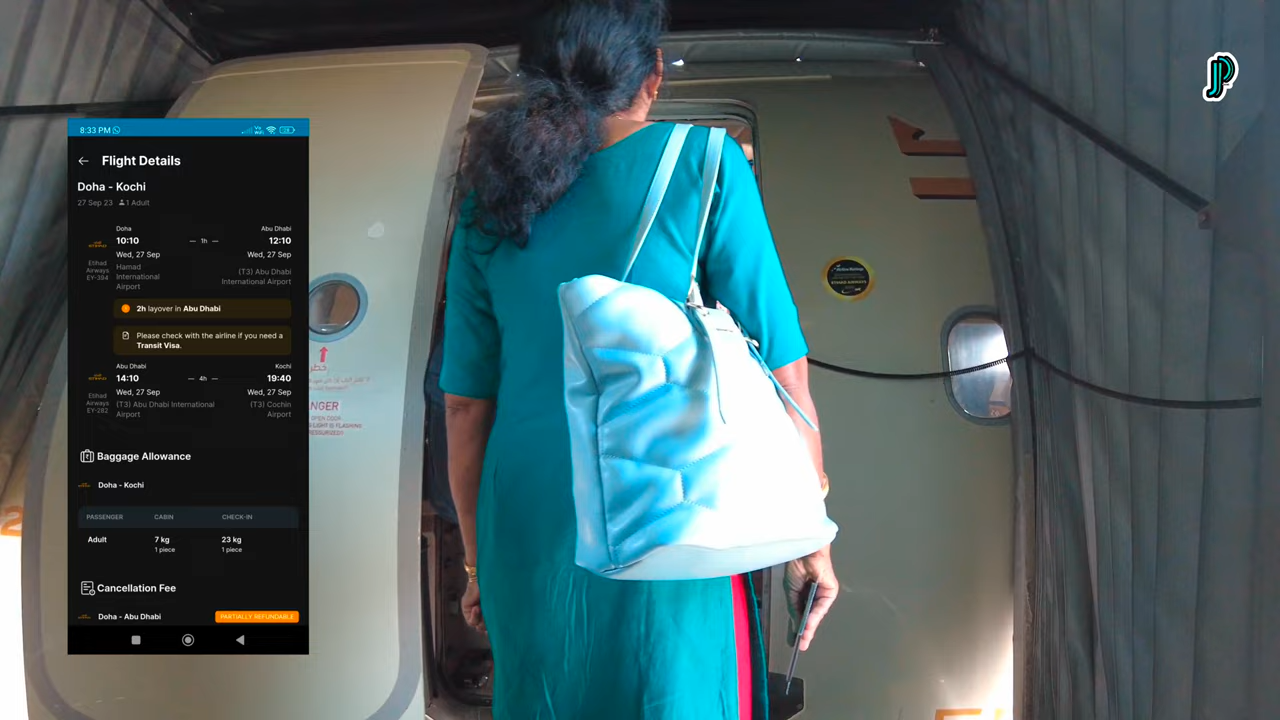 8:33 PM
Flight Details
Doha - Kochi
27 Sep 23 1 Adult
Doha Abu Dhabi
10:10 — 1h — 12:10
Wed, 27 Sep Wed, 27 Sep
Etihad Airways EY-394
Hamad International Airport
(T3) Abu Dhabi International Airport
2h layover in Abu Dhabi
Please check with the airline if you need a
Transit Visa.
Abu Dhabi Kochi
14:10 — 4h — 19:40
Wed, 27 Sep Wed, 27 Sep
Etihad Airways EY-282
(T3) Abu Dhabi International Airport
(T3) Cochin Airport
Baggage Allowance
Doha - Kochi
PASSENGER CABIN CHECK-IN
Adult 7 kg 23 kg
1 piece 1 piece
Cancellation Fee
Doha - Abu Dhabi PARTIALLY REFUNDABLE
خطر
NGER
ETIHAD AIRWAYS